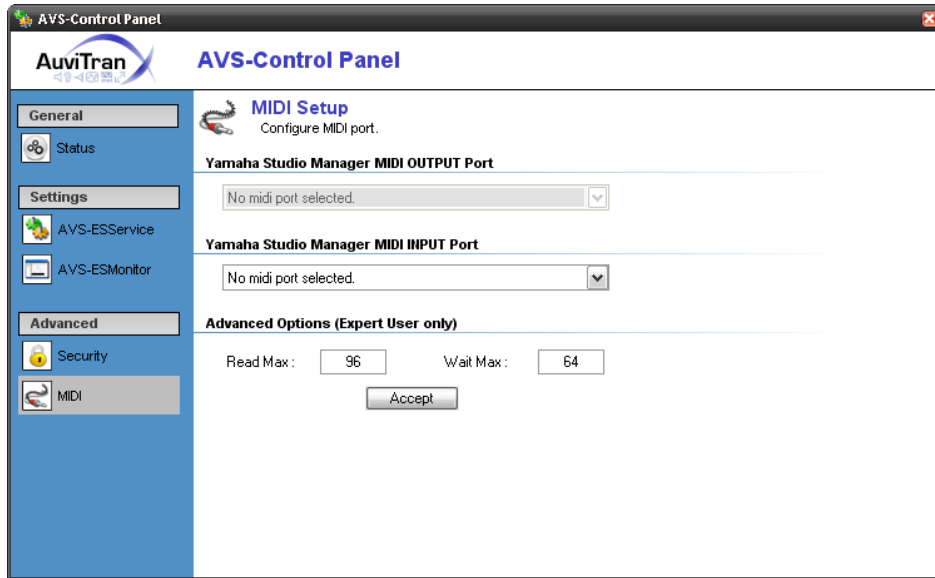 AVS-Control Panel
AuviTran
AVS-Control Panel
General
Status
Settings
AVS-ESService
AVS-ESMonitor
Advanced
Security
MIDI
MIDI Setup
Configure MIDI port.
Yamaha Studio Manager MIDI OUTPUT Port
No midi port selected.
Yamaha Studio Manager MIDI INPUT Port
No midi port selected.
Advanced Options (Expert User only)
Read Max : 96 Wait Max : 64
Accept